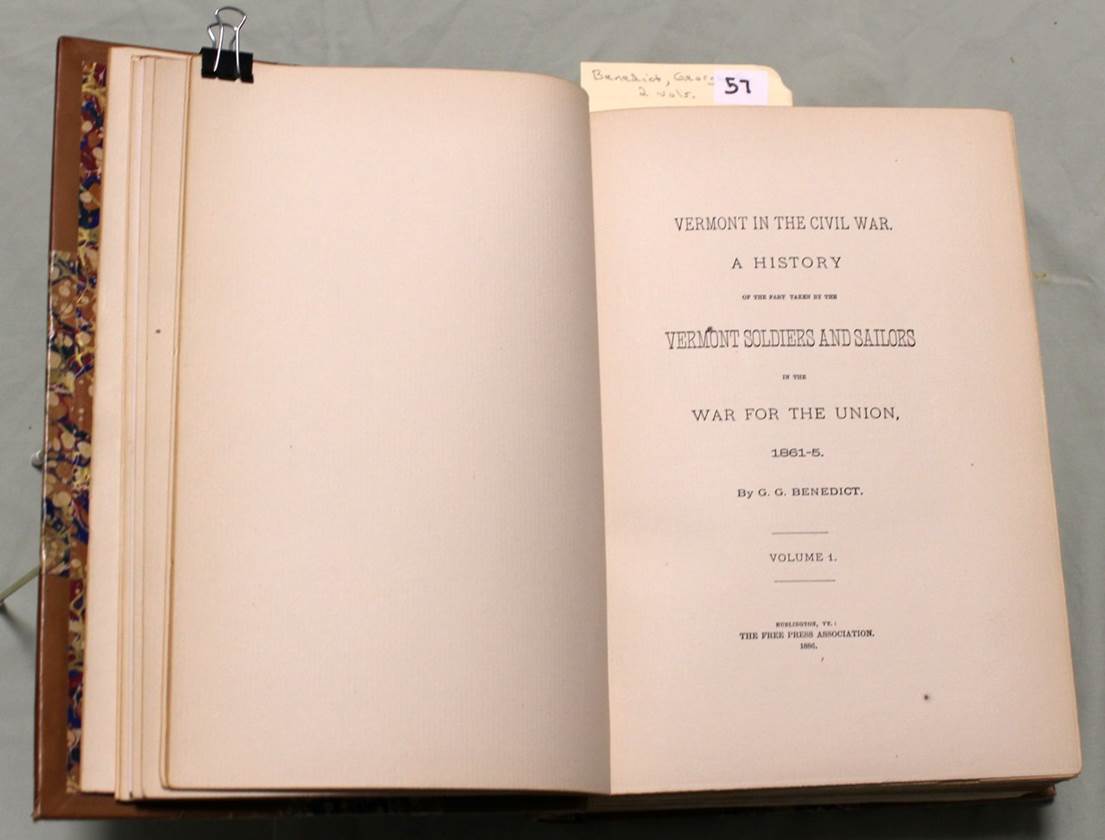 Benedict, George 57
2 vols.
VERMONT IN THE CIVIL WAR.
A HISTORY
OF THE PART TAKEN BY THE
VERMONT SOLDIERS AND SAILORS
IN THE
WAR FOR THE UNION,
1861-5.
By G. G. BENEDICT.
VOLUME 1.
BURLINGTON, VT.:
THE FREE PRESS ASSOCIATION.
1886.